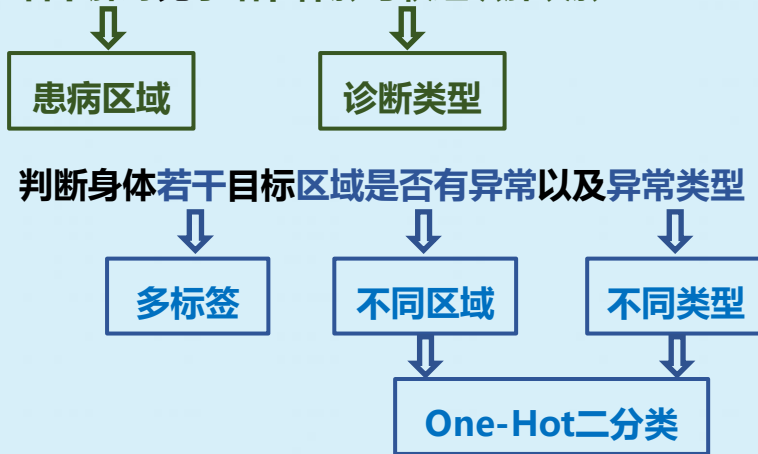 患病区域
诊断类型
判断身体若干目标区域是否有异常以及异常类型
多标签
不同区域
不同类型
One-Hot二分类